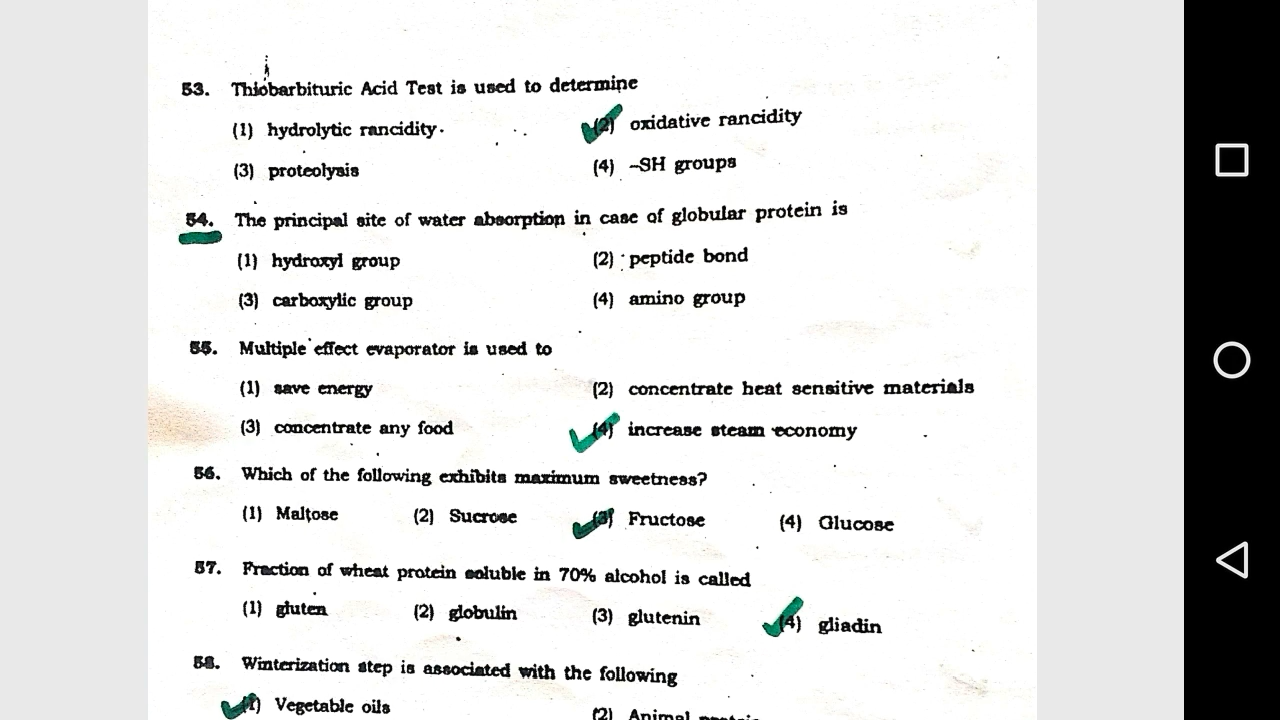 53. Thiobarbituric Acid Test is used to determine
(1) hydrolytic rancidity (2) oxidative rancidity
(3) proteolysis (4) -SH groups
54. The principal site of water absorption in case of globular protein is
(1) hydroxyl group (2) peptide bond
(3) carboxylic group (4) amino group
55. Multiple effect evaporator is used to
(1) save energy (2) concentrate heat sensitive materials
(3) concentrate any food (4) increase steam economy
56. Which of the following exhibits maximum sweetness?
(1) Maltose (2) Sucrose (3) Fructose (4) Glucose
57. Fraction of wheat protein soluble in 70% alcohol is called
(1) gluten (2) globulin (3) glutenin (4) gliadin
58. Winterization step is associated with the following
(1) Vegetable oils (2) Animal